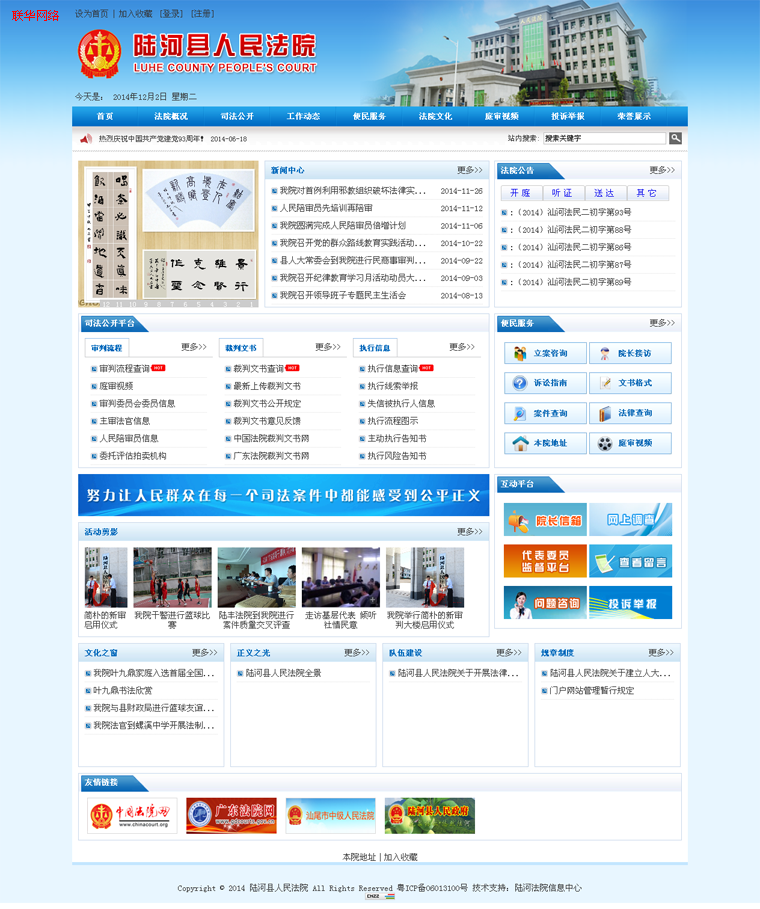 联华网络
设为首页 | 加入收藏 [登录] [注册]
陆河县人民法院
LUHE COUNTY PEOPLE'S COURT
今天是： 2014年12月2日 星期二
首页 法院概况 司法公开 工作动态 便民服务 法院文化 庭审视频 投诉举报 荣誉展示
热烈庆祝中国共产党建党93周年! 2014-06-18
站内搜索: 搜索关键字
新闻中心 更多>>
我院对首例利用邪教组织破坏法律实... 2014-11-26
人民陪审员先培训再陪审 2014-11-12
我院圆满完成人民陪审员倍增计划 2014-11-06
我院召开党的群众路线教育实践活动... 2014-10-22
县人大常委会到我院进行民商事审判... 2014-09-22
我院召开纪律教育学习月活动动员大... 2014-09-03
我院召开领导班子专题民主生活会 2014-08-13
法院公告 更多>>
开庭 听证 送达 其它
:（2014）汕河法民二初字第93号
:（2014）汕河法民二初字第86号
:（2014）汕河法民二初字第88号
:（2014）汕河法民二初字第87号
:（2014）汕河法民二初字第89号
司法公开平台
审判流程 更多>>
审判流程查询 HOT
庭审视频
审判委员会委员信息
主审法官信息
人民陪审员信息
委托评估拍卖机构
裁判文书 更多>>
裁判文书查询 HOT
最新上传裁判文书
裁判文书公开规定
裁判文书意见反馈
中国法院裁判文书网
广东法院裁判文书网
执行信息 更多>>
执行信息查询 HOT
执行线索举报
失信被执行人信息
执行流程图示
主动执行告知书
执行风险告知书
便民服务 更多>>
立案咨询 院长接访
诉讼指南 文书格式
案件查询 法律查询
本院地址 庭审视频
努力让人民群众在每一个司法案件中都能感受到公平正义
互动平台
院长信箱 网上调查
代表委员
监督平台
查看留言
问题咨询 投诉举报
活动剪影 更多>>
简朴的新审
启用仪式
我院干警进行篮球比
赛
陆丰法院到我院进行
案件质量交叉评查
走访基层代表 倾听
社情民意
我院举行简朴的新审
判大楼启用仪式
文化之窗 更多>>
我院叶九鼎家庭入选首届全国...
叶九鼎书法欣赏
我院与县财政局进行篮球友谊...
我院法官到螺溪中学开展法制...
正义之光 更多>>
陆河县人民法院全景
队伍建设 更多>>
陆河县人民法院关于开展法律...
规章制度 更多>>
陆河县人民法院关于建立人大...
门户网站管理暂行规定
友情链接
中国法院网
www.chinacourt.org
广东法院网
www.gdcourts.gov.cn
汕尾市中级人民法院
陆河县人民政府
本院地址 | 加入收藏
Copyright © 2014 陆河县人民法院 All Rights Reserved 粤ICP备06013100号 技术支持: 陆河法院信息中心
CNZZ